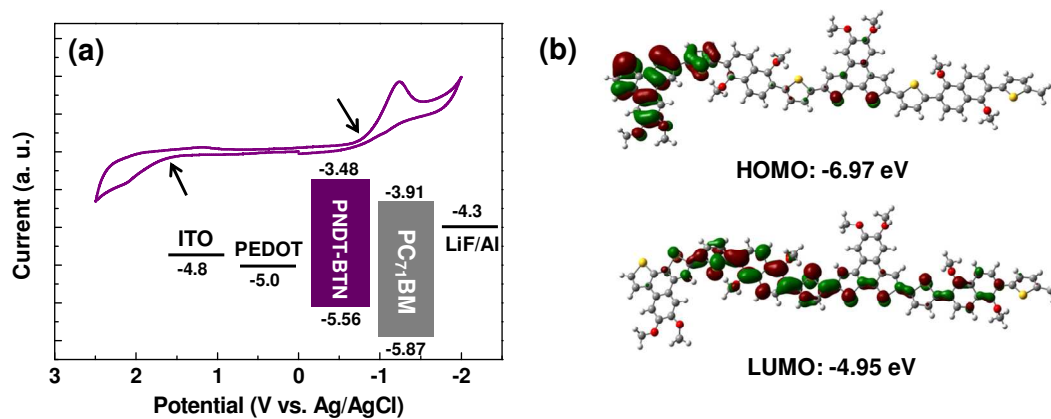 (a)
Current (a. u.)
-3.48
-3.91
-4.3
LiF/Al
ITO
-4.8
PEDOT
-5.0
PNDT-BTN
PC₇₁BM
-5.56
-5.87
3 2 1 0 -1 -2
Potential (V vs. Ag/AgCl)
(b)
HOMO: -6.97 eV
LUMO: -4.95 eV